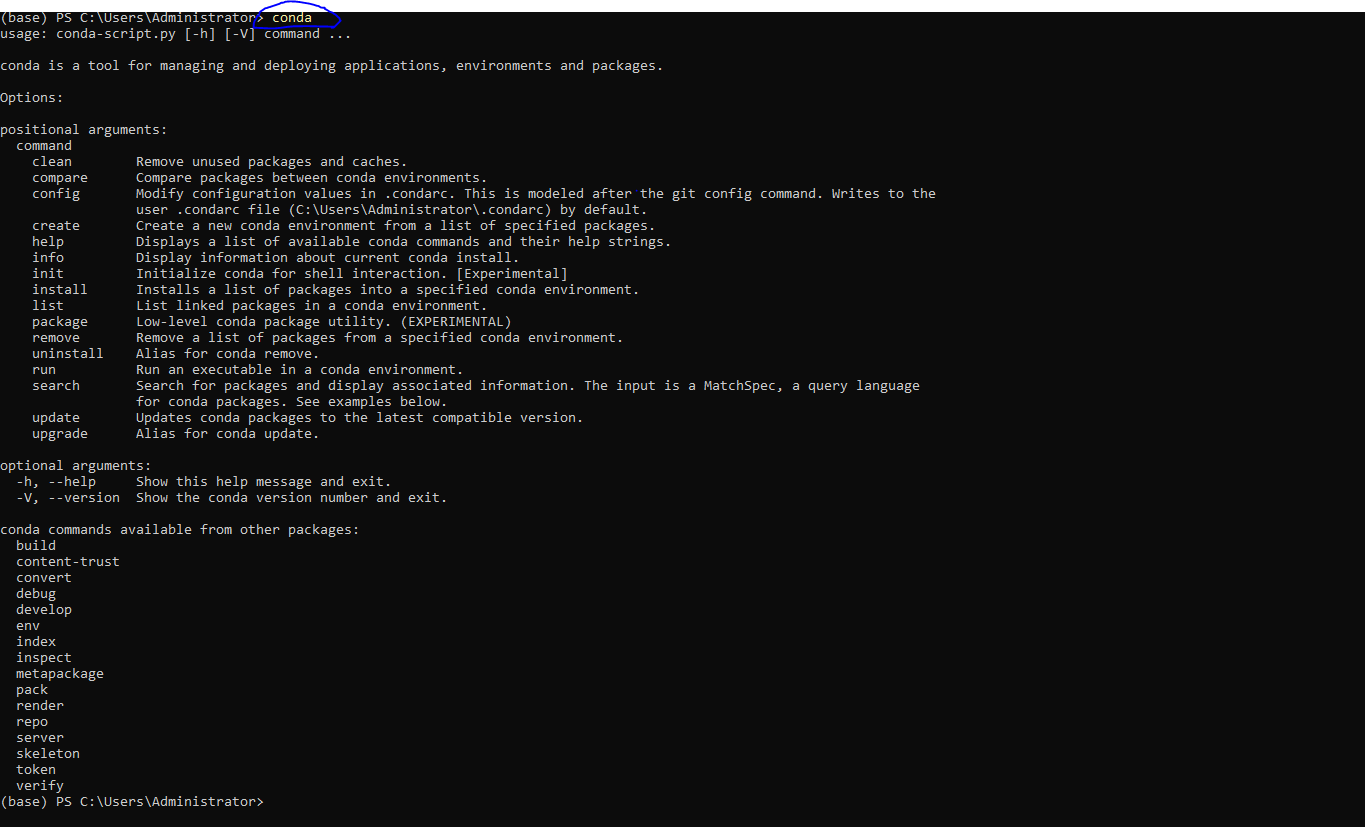 (base) PS C:\Users\Administrator> conda
usage: conda-script.py [-h] [-V] command ...
conda is a tool for managing and deploying applications, environments and packages.
Options:
positional arguments:
  command
    clean        Remove unused packages and caches.
    compare      Compare packages between conda environments.
    config       Modify configuration values in .condarc. This is modeled after the git config command. Writes to the
                 user .condarc file (C:\Users\Administrator\.condarc) by default.
    create       Create a new conda environment from a list of specified packages.
    help         Displays a list of available conda commands and their help strings.
    info         Display information about current conda install.
    init         Initialize conda for shell interaction. [Experimental]
    install      Installs a list of packages into a specified conda environment.
    list         List linked packages in a conda environment.
    package      Low-level conda package utility. (EXPERIMENTAL)
    remove       Remove a list of packages from a specified conda environment.
    uninstall    Alias for conda remove.
    run          Run an executable in a conda environment.
    search       Search for packages and display associated information. The input is a MatchSpec, a query language
                 for conda packages. See examples below.
    update       Updates conda packages to the latest compatible version.
    upgrade      Alias for conda update.
optional arguments:
  -h, --help     Show this help message and exit.
  -V, --version  Show the conda version number and exit.
conda commands available from other packages:
  build
  content-trust
  convert
  debug
  develop
  env
  index
  inspect
  metapackage
  pack
  render
  repo
  server
  skeleton
  token
  verify
(base) PS C:\Users\Administrator>